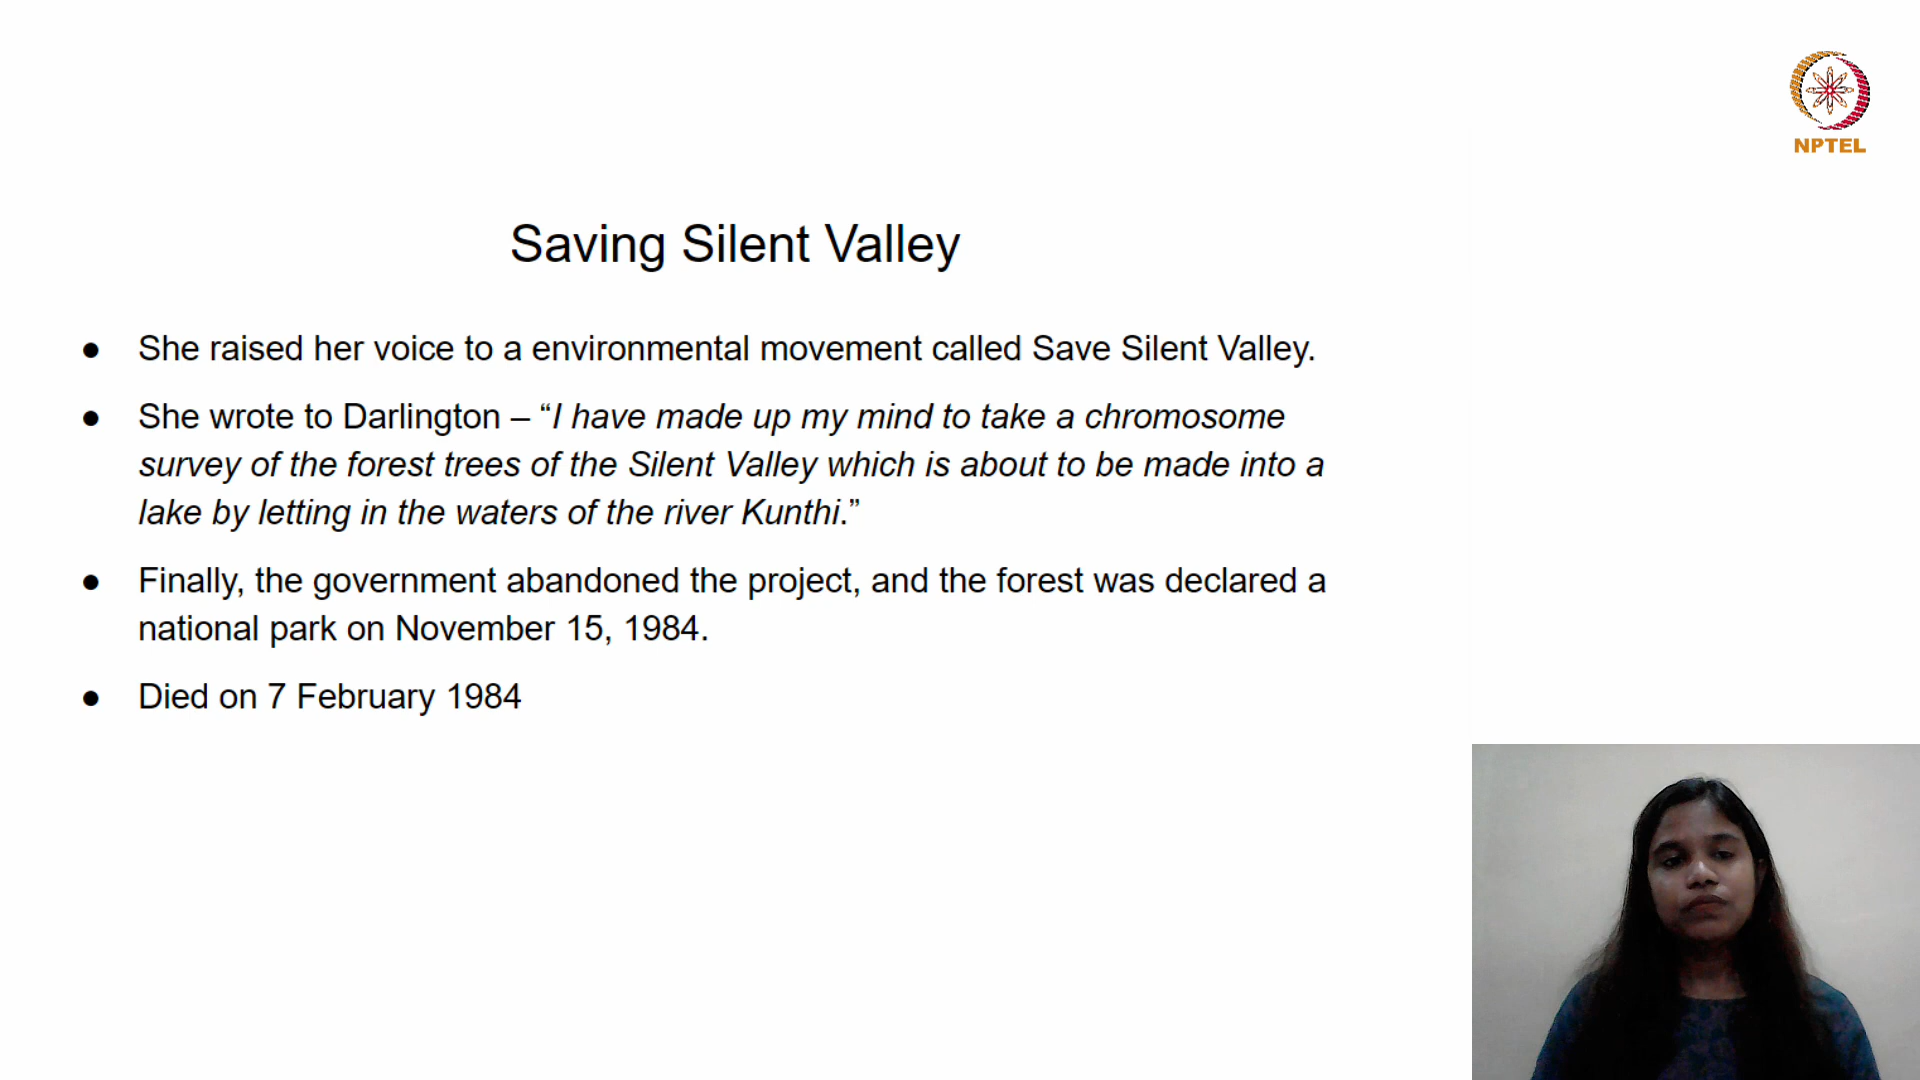 NPTEL
Saving Silent Valley
● She raised her voice to a environmental movement called Save Silent Valley.
● She wrote to Darlington – “I have made up my mind to take a chromosome
survey of the forest trees of the Silent Valley which is about to be made into a
lake by letting in the waters of the river Kunthi.”
● Finally, the government abandoned the project, and the forest was declared a
national park on November 15, 1984.
● Died on 7 February 1984